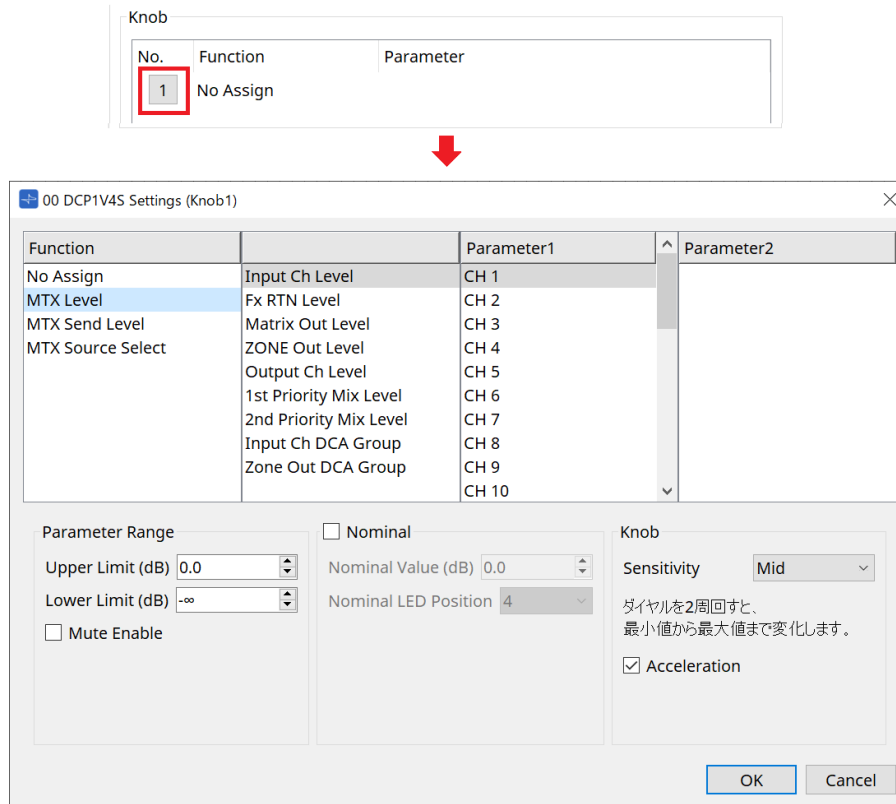 Knob
No. Function Parameter
1 No Assign
00 DCP1V4S Settings (Knob1)
Function Parameter1 Parameter2
No Assign Input Ch Level CH 1
MTX Level Fx RTN Level CH 2
MTX Send Level Matrix Out Level CH 3
MTX Source Select ZONE Out Level CH 4
Output Ch Level CH 5
1st Priority Mix Level CH 6
2nd Priority Mix Level CH 7
Input Ch DCA Group CH 8
Zone Out DCA Group CH 9
CH 10
Parameter Range Nominal Knob
Upper Limit (dB) 0.0 Nominal Value (dB) 0.0 Sensitivity Mid
Lower Limit (dB) -∞ Nominal LED Position 4 ダイヤルを2周回すと、
最小値から最大値まで変化します。
Mute Enable
Acceleration
OK Cancel